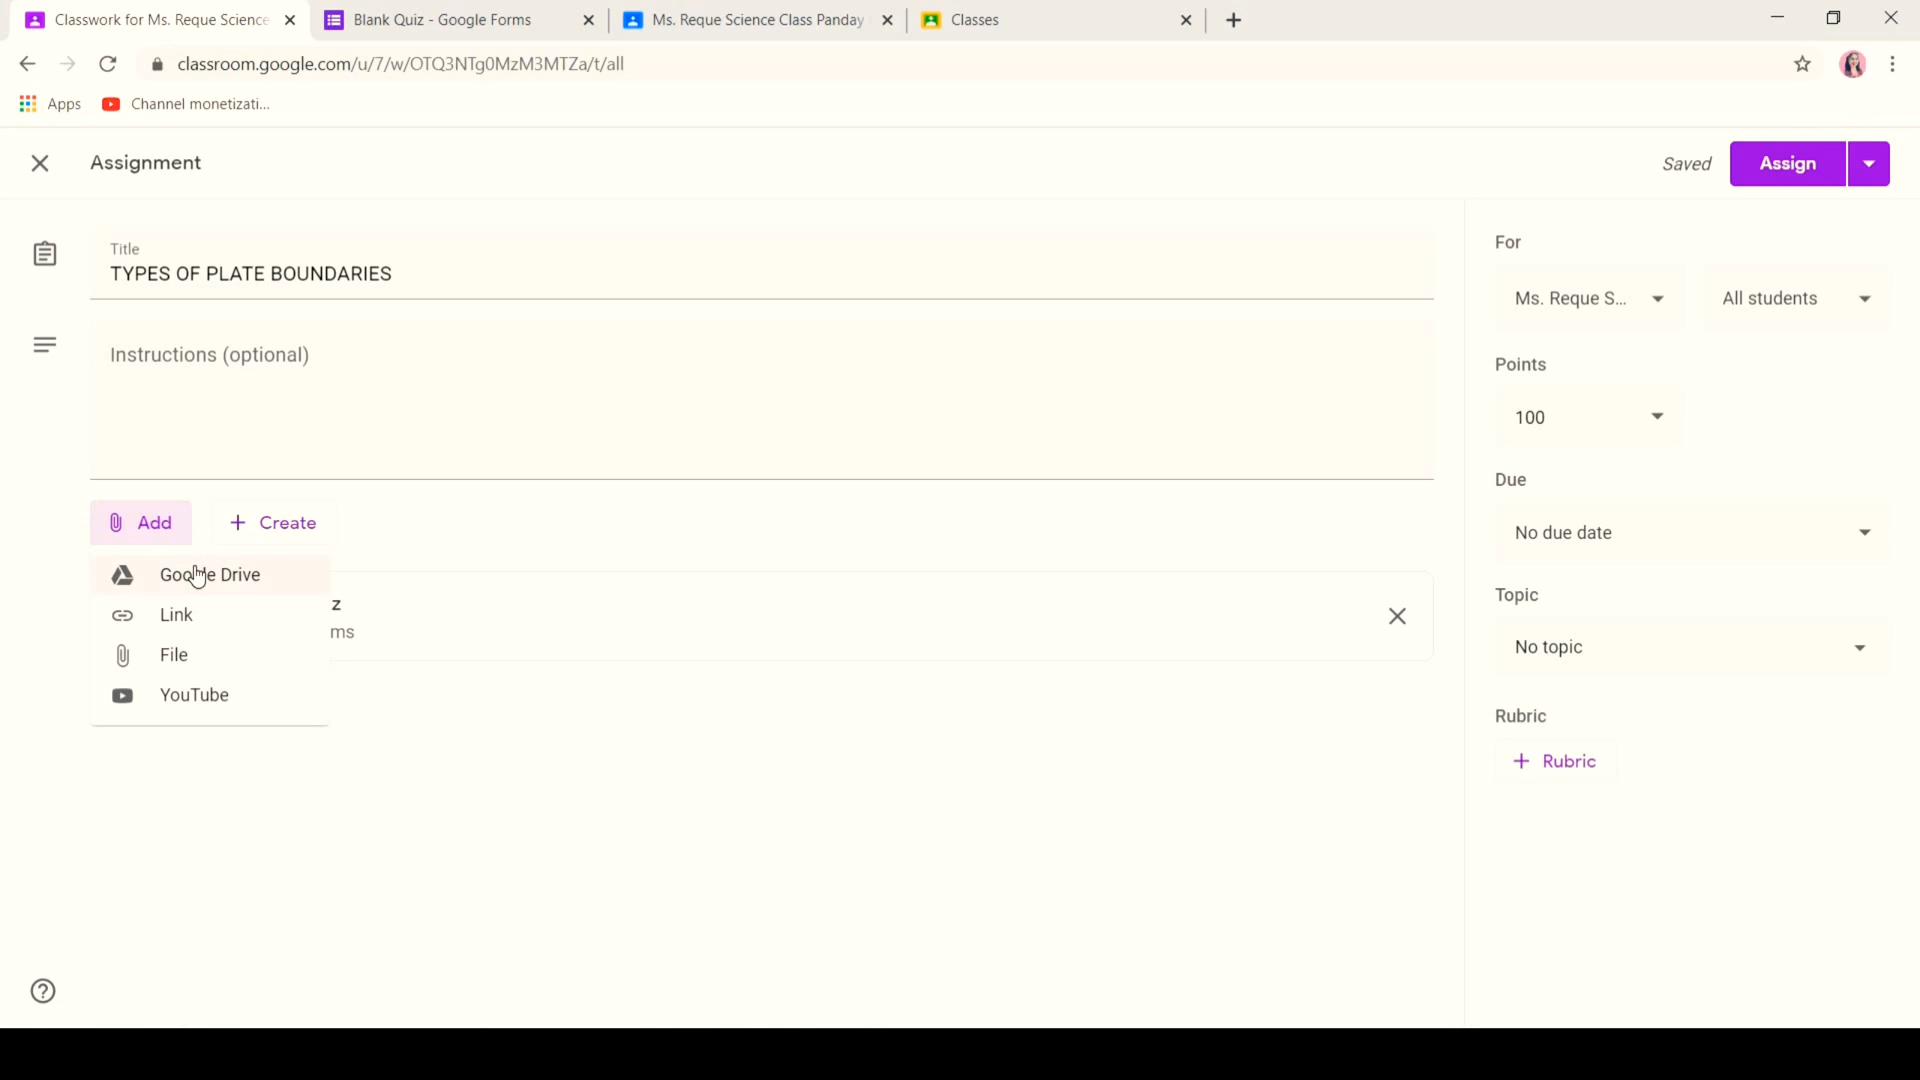 Classwork for Ms. Reque Science
Blank Quiz - Google Forms
Ms. Reque Science Class Panday
Classes
classroom.google.com/u/7/w/OTQ3NTg0MzM3MTZa/t/all
Apps
Channel monetizati...
Assignment
Saved
Assign
Title
TYPES OF PLATE BOUNDARIES
Instructions (optional)
Add
Create
Google Drive
Link
File
YouTube
z
ms
For
Ms. Reque S...
All students
Points
100
Due
No due date
Topic
No topic
Rubric
Rubric